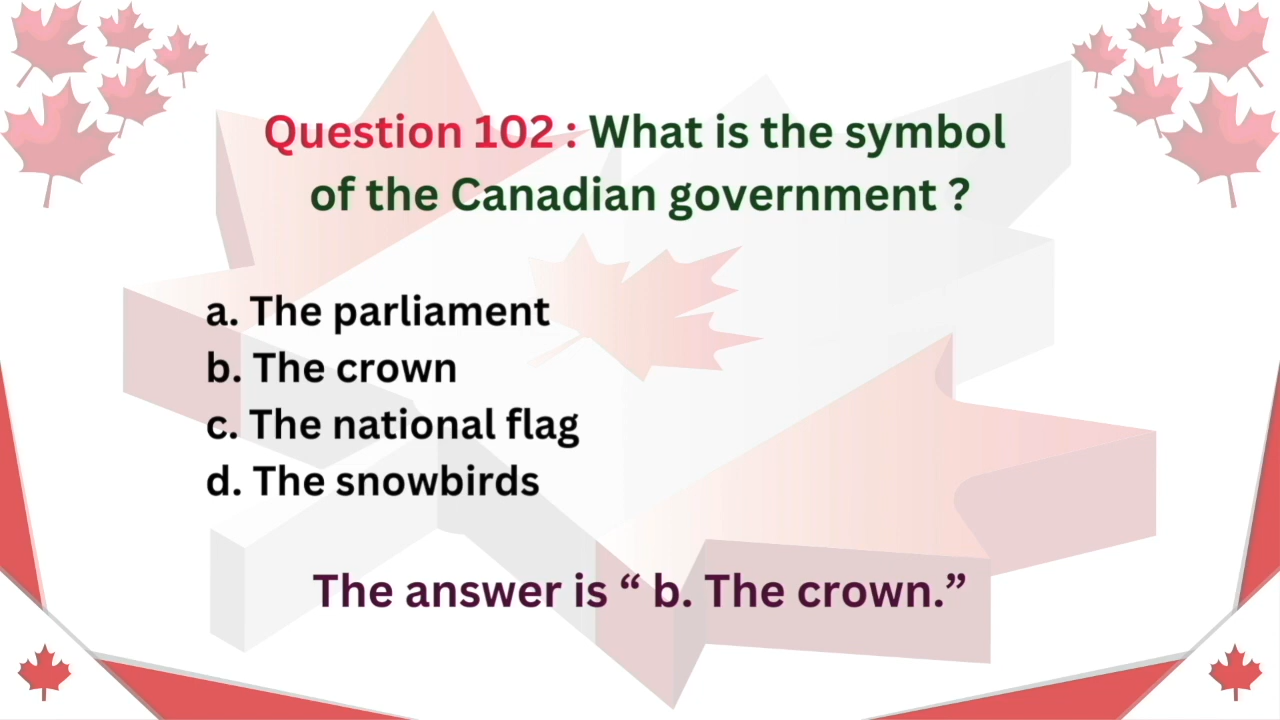 Question 102 : What is the symbol
of the Canadian government ?
a. The parliament
b. The crown
c. The national flag
d. The snowbirds
The answer is “ b. The crown.”